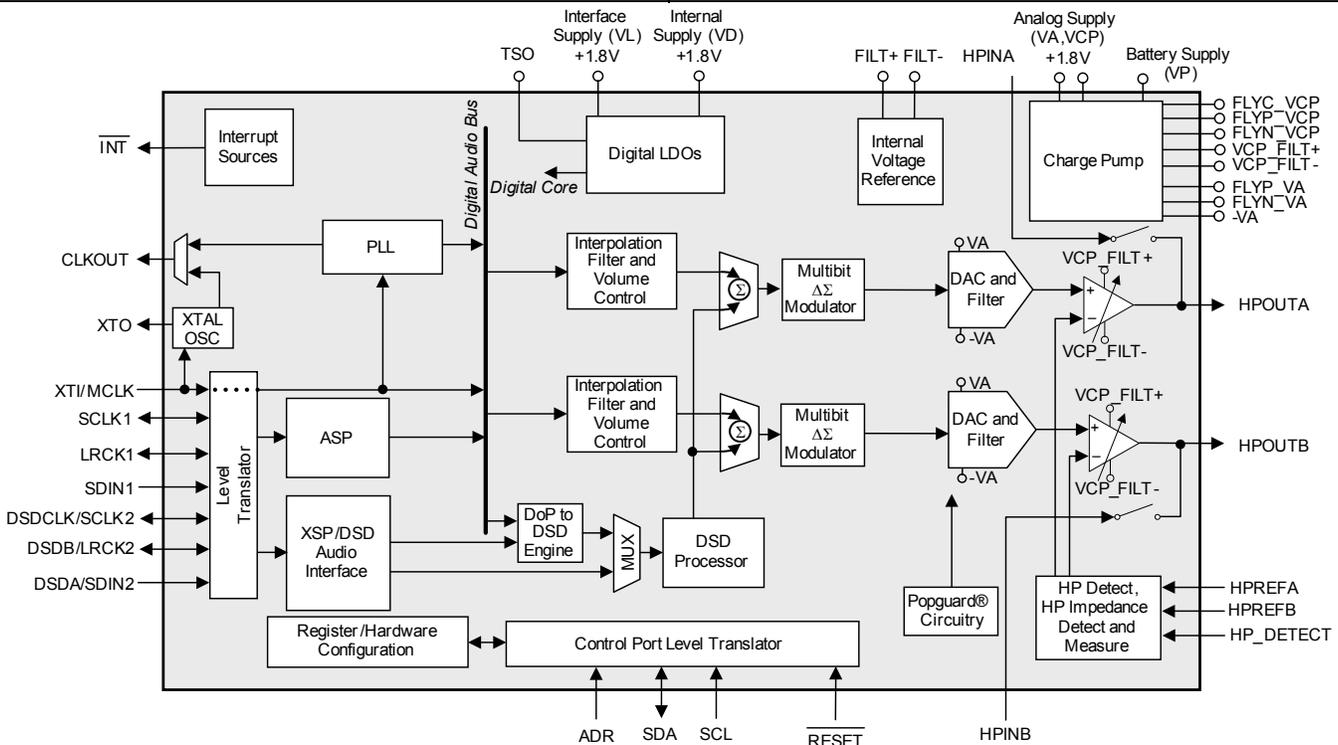 Interface
Supply (VL)
+1.8V
Internal
Supply (VD)
+1.8V
Analog Supply
(VA,VCP)
+1.8V
Battery Supply
(VP)
TSO
FILT+ FILT-
HPINA
INT
Interrupt
Sources
Digital Audio Bus
Digital LDOs
Digital Core
Internal
Voltage
Reference
Charge Pump
FLYC_VCP
FLYP_VCP
FLYN_VCP
VCP_FILT+
VCP_FILT-
FLYP_VA
FLYN_VA
-VA
CLKOUT
PLL
XTO
XTAL
OSC
Interpolation
Filter and
Volume
Control
Σ
Multibit
ΔΣ
Modulator
VA
DAC and
Filter
-VA
VCP_FILT+
+
−
VCP_FILT-
HPOUTA
XTI/MCLK
SCLK1
LRCK1
SDIN1
DSDCLK/SCLK2
DSDB/LRCK2
DSDA/SDIN2
Level
Translator
ASP
XSP/DSD
Audio
Interface
Interpolation
Filter and
Volume
Control
Σ
Multibit
ΔΣ
Modulator
VA
DAC and
Filter
-VA
VCP_FILT+
+
−
VCP_FILT-
HPOUTB
DoP to
DSD
Engine
MUX
DSD
Processor
Popguard®
Circuitry
HP Detect,
HP Impedance
Detect and
Measure
HPREFA
HPREFB
HP_DETECT
Register/Hardware
Configuration
Control Port Level Translator
ADR
SDA
SCL
RESET
HPINB